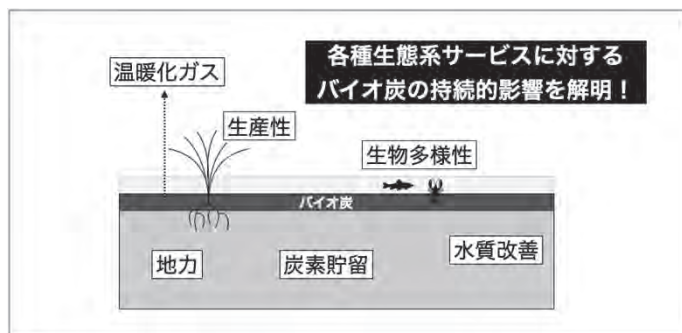 各種生態系サービスに対する
バイオ炭の持続的影響を解明！
温暖化ガス
生産性
生物多様性
バイオ炭
地力
炭素貯留
水質改善